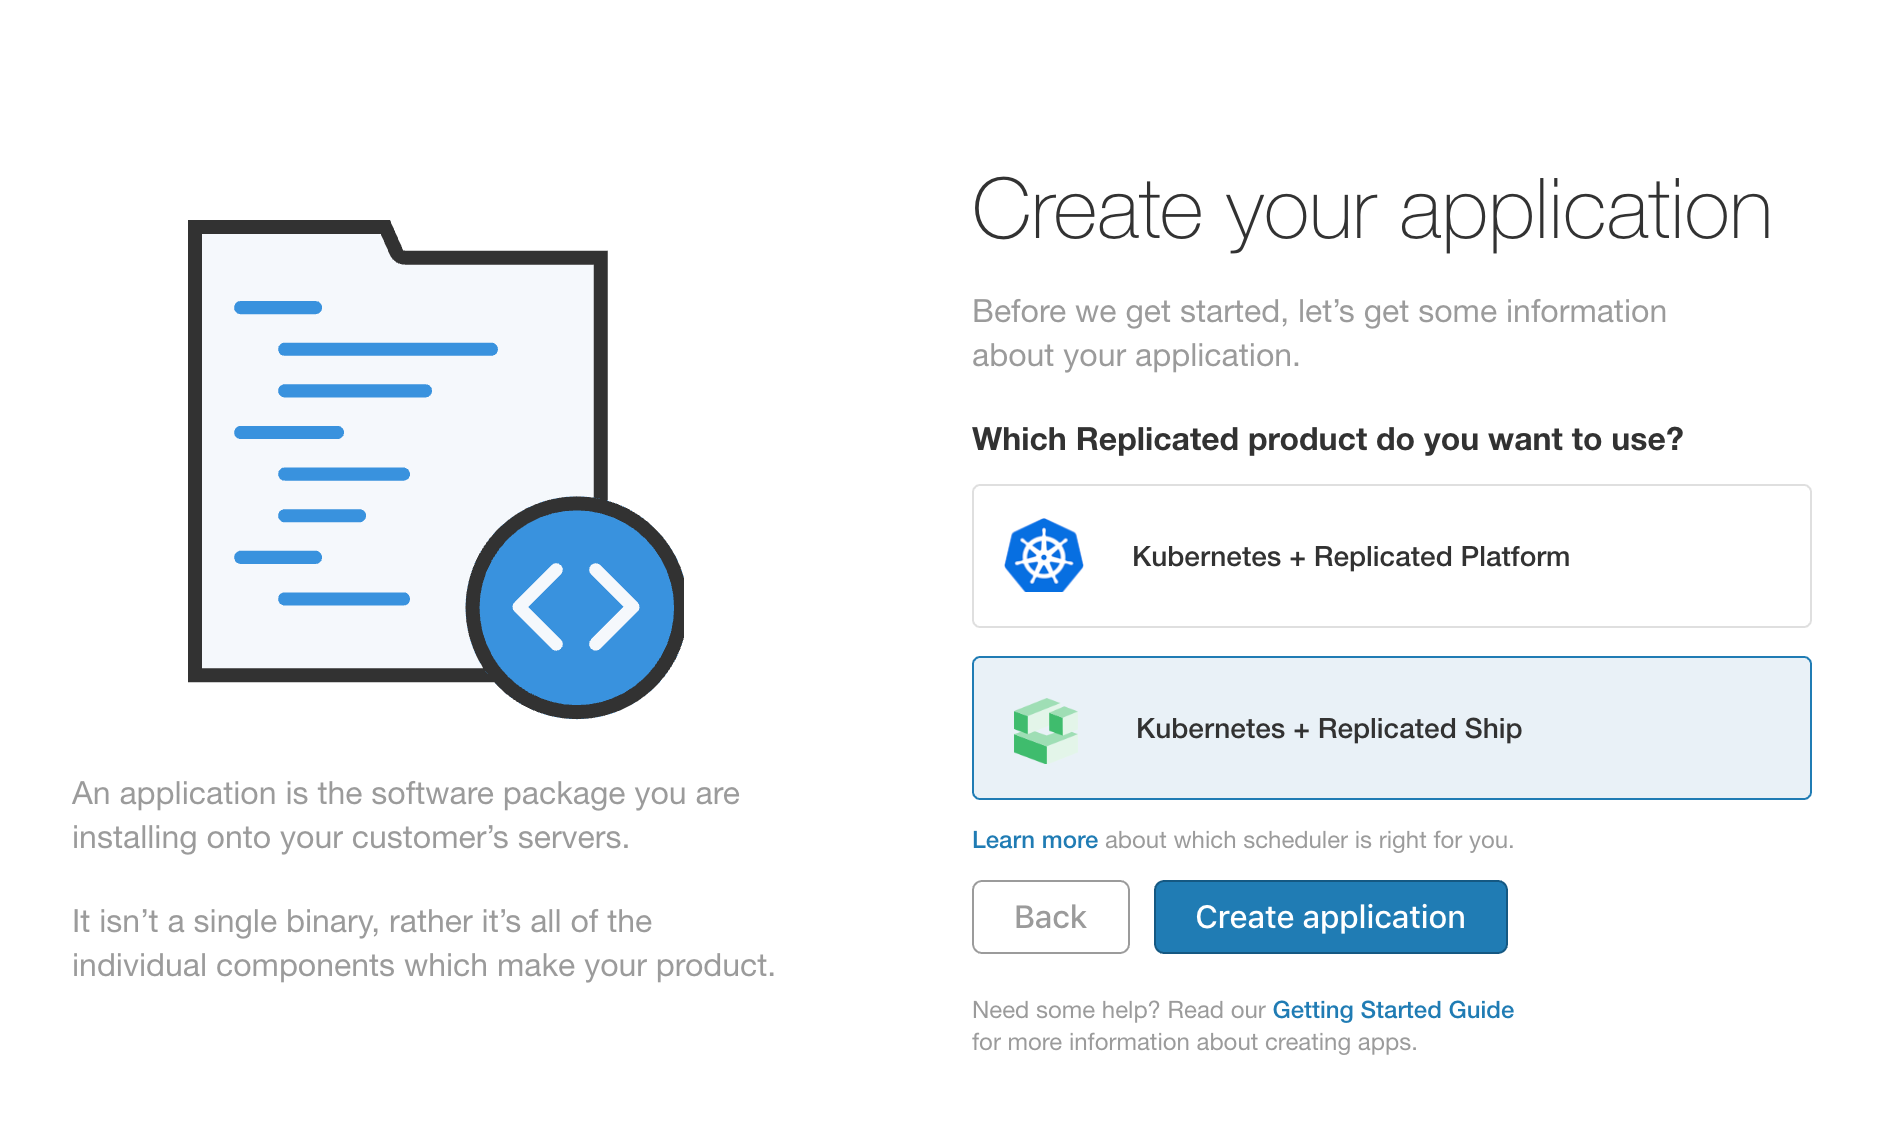 An application is the software package you are
installing onto your customer’s servers.
It isn’t a single binary, rather it’s all of the
individual components which make your product.
Create your application
Before we get started, let’s get some information
about your application.
Which Replicated product do you want to use?
Kubernetes + Replicated Platform
Kubernetes + Replicated Ship
Learn more about which scheduler is right for you.
Back
Create application
Need some help? Read our Getting Started Guide
for more information about creating apps.